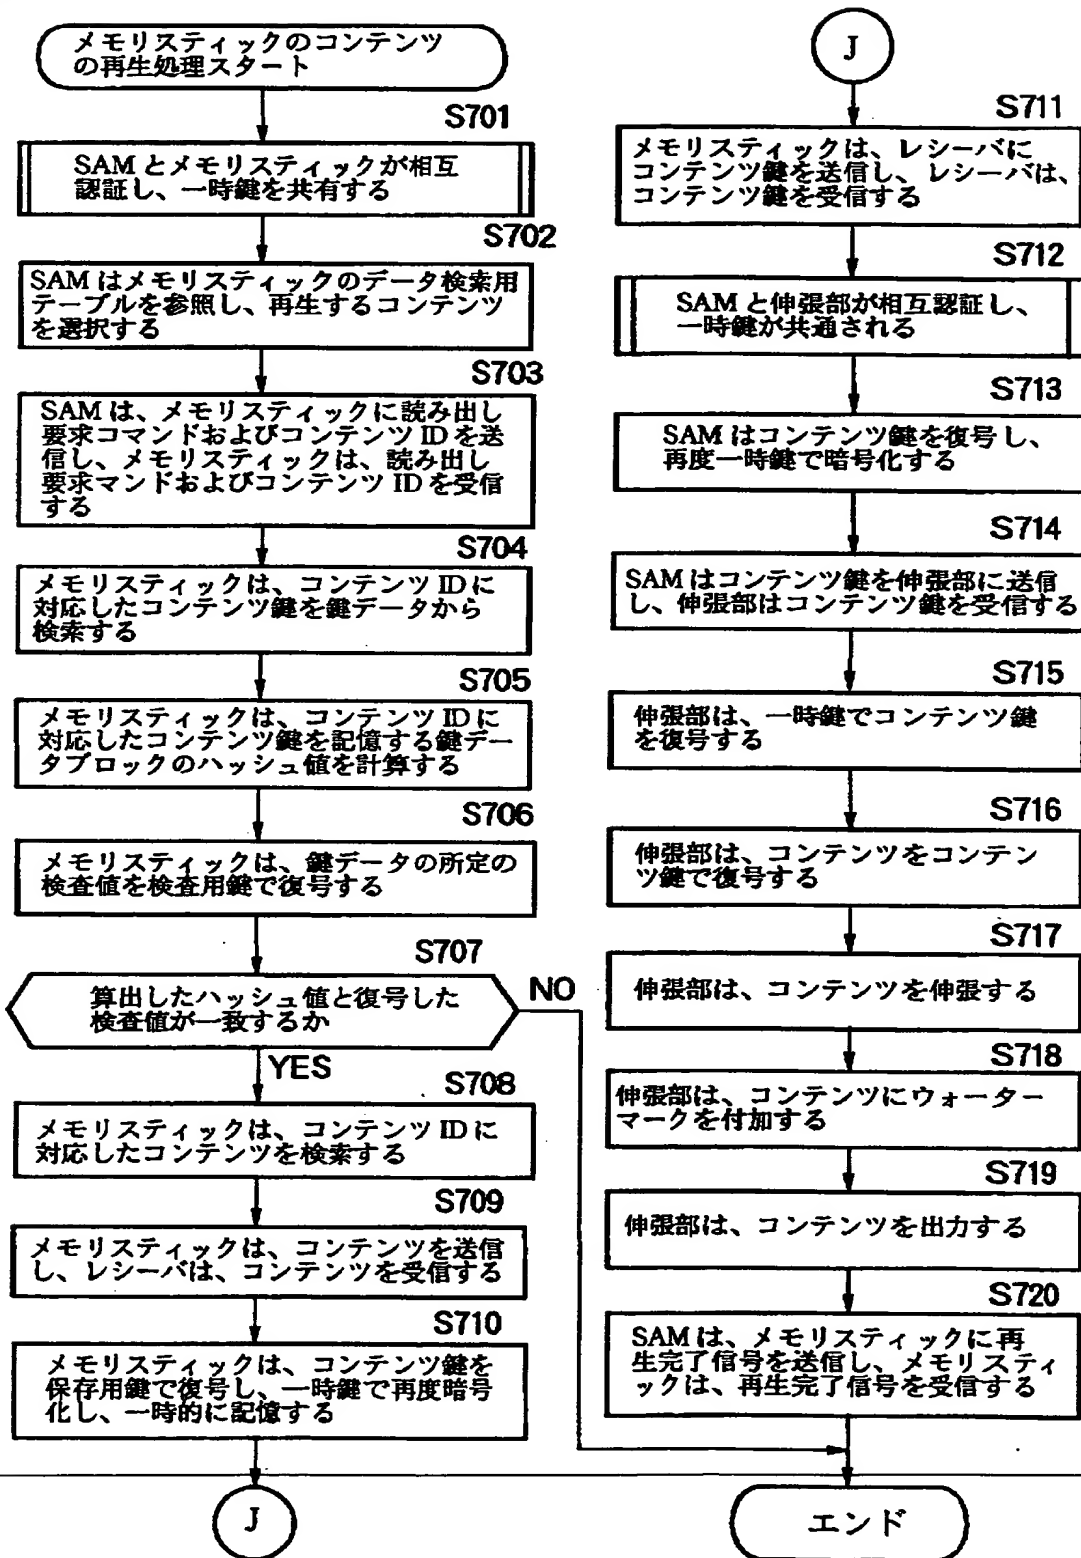 メモリスティックのコンテンツ
の再生処理スタート
S701
SAMとメモリスティックが相互
認証し、一時鍵を共有する
S702
SAMはメモリスティックのデータ検索用
テーブルを参照し、再生するコンテンツ
を選択する
S703
SAMは、メモリスティックに読み出し
要求コマンドおよびコンテンツIDを送
信し、メモリスティックは、読み出し
要求マンドおよびコンテンツIDを受信
する
S704
メモリスティックは、コンテンツIDに
対応したコンテンツ鍵を鍵データから
検索する
S705
メモリスティックは、コンテンツIDに
対応したコンテンツ鍵を記憶する鍵デー
タブロックのハッシュ値を計算する
S706
メモリスティックは、鍵データの所定の
検査値を検査用鍵で復号する
S707
算出したハッシュ値と復号した
検査値が一致するか
NO
YES
S708
メモリスティックは、コンテンツIDに
対応したコンテンツを検索する
S709
メモリスティックは、コンテンツを送信
し、レシーバは、コンテンツを受信する
S710
メモリスティックは、コンテンツ鍵を
保存用鍵で復号し、一時鍵で再度暗号
化し、一時的に記憶する
J
J
S711
メモリスティックは、レシーバに
コンテンツ鍵を送信し、レシーバは、
コンテンツ鍵を受信する
S712
SAMと伸張部が相互認証し、
一時鍵が共通される
S713
SAMはコンテンツ鍵を復号し、
再度一時鍵で暗号化する
S714
SAMはコンテンツ鍵を伸張部に送信
し、伸張部はコンテンツ鍵を受信する
S715
伸張部は、一時鍵でコンテンツ鍵
を復号する
S716
伸張部は、コンテンツをコンテン
ツ鍵で復号する
S717
伸張部は、コンテンツを伸張する
S718
伸張部は、コンテンツにウォーター
マークを付加する
S719
伸張部は、コンテンツを出力する
S720
SAMは、メモリスティックに再
生完了信号を送信し、メモリスティ
ックは、再生完了信号を受信する
エンド